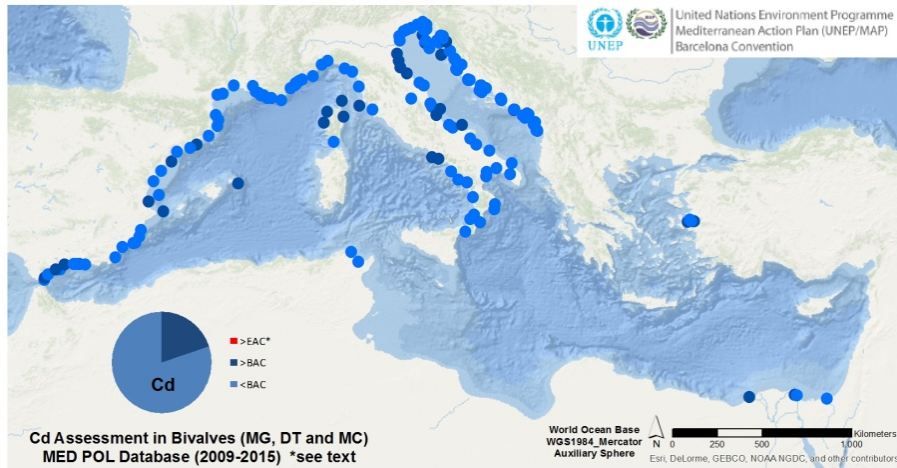 UNEP
MAP
United Nations Environment Programme
Mediterranean Action Plan (UNEP/MAP)
Barcelona Convention
Cd
>EAC*
>BAC
<BAC
Cd Assessment in Bivalves (MG, DT and MC)
MED POL Database (2009-2015) *see text
World Ocean Base
WGS1984_Mercator
Auxiliary Sphere
N
Kilometers
0 250 500 1,000
Esri, DeLorme, GEBCO, NOAA NGDC, and other contributors